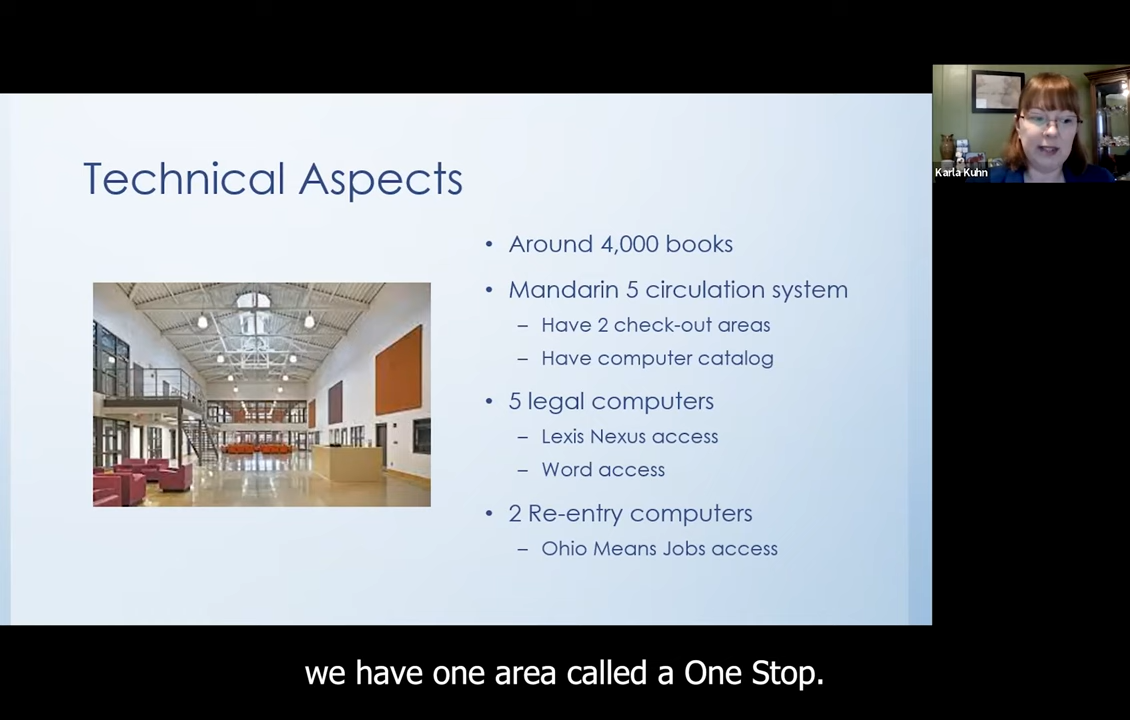 Technical Aspects
• Around 4,000 books
• Mandarin 5 circulation system
– Have 2 check-out areas
– Have computer catalog
• 5 legal computers
– Lexis Nexus access
– Word access
• 2 Re-entry computers
– Ohio Means Jobs access
Karla Kuhn
we have one area called a One Stop.